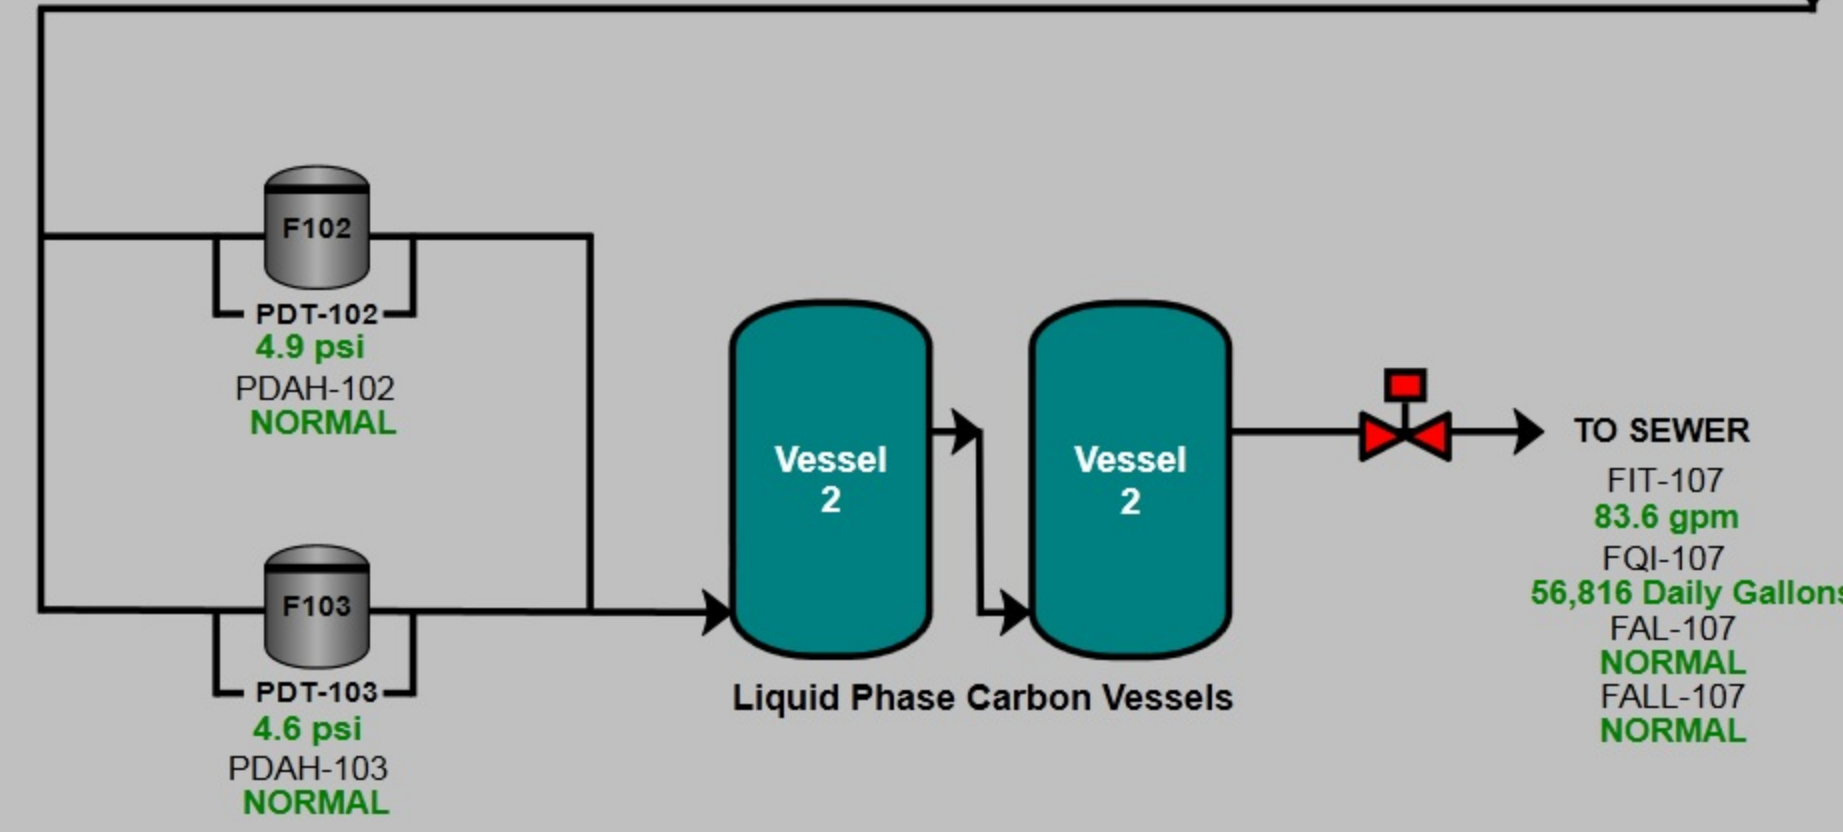 F102
PDT-102
4.9 psi
PDAH-102
NORMAL
F103
PDT-103
4.6 psi
PDAH-103
NORMAL
Vessel
2
Vessel
2
Liquid Phase Carbon Vessels
TO SEWER
FIT-107
83.6 gpm
FQI-107
56,816 Daily Gallons
FAL-107
NORMAL
FALL-107
NORMAL